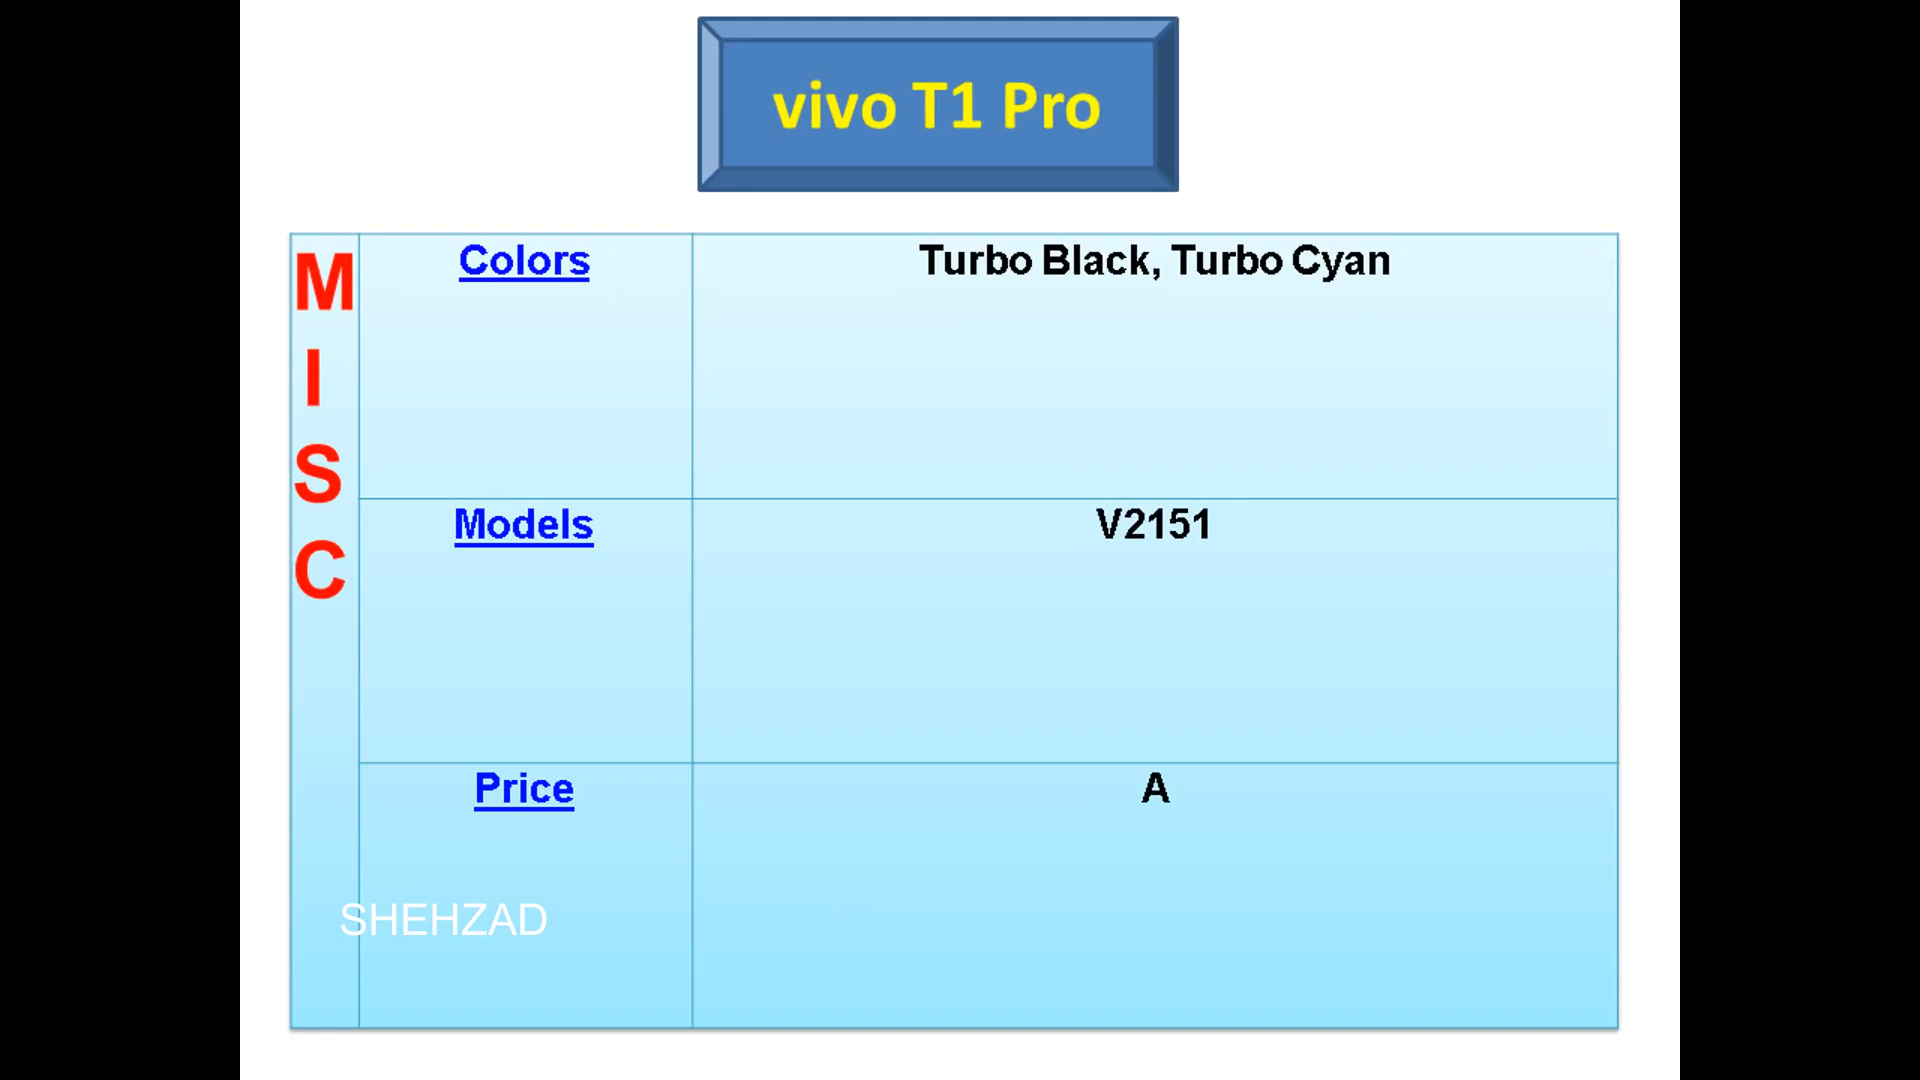 vivo T1 Pro
M
I
S
C
Colors
Turbo Black, Turbo Cyan
Models
V2151
Price
A
SHEHZAD